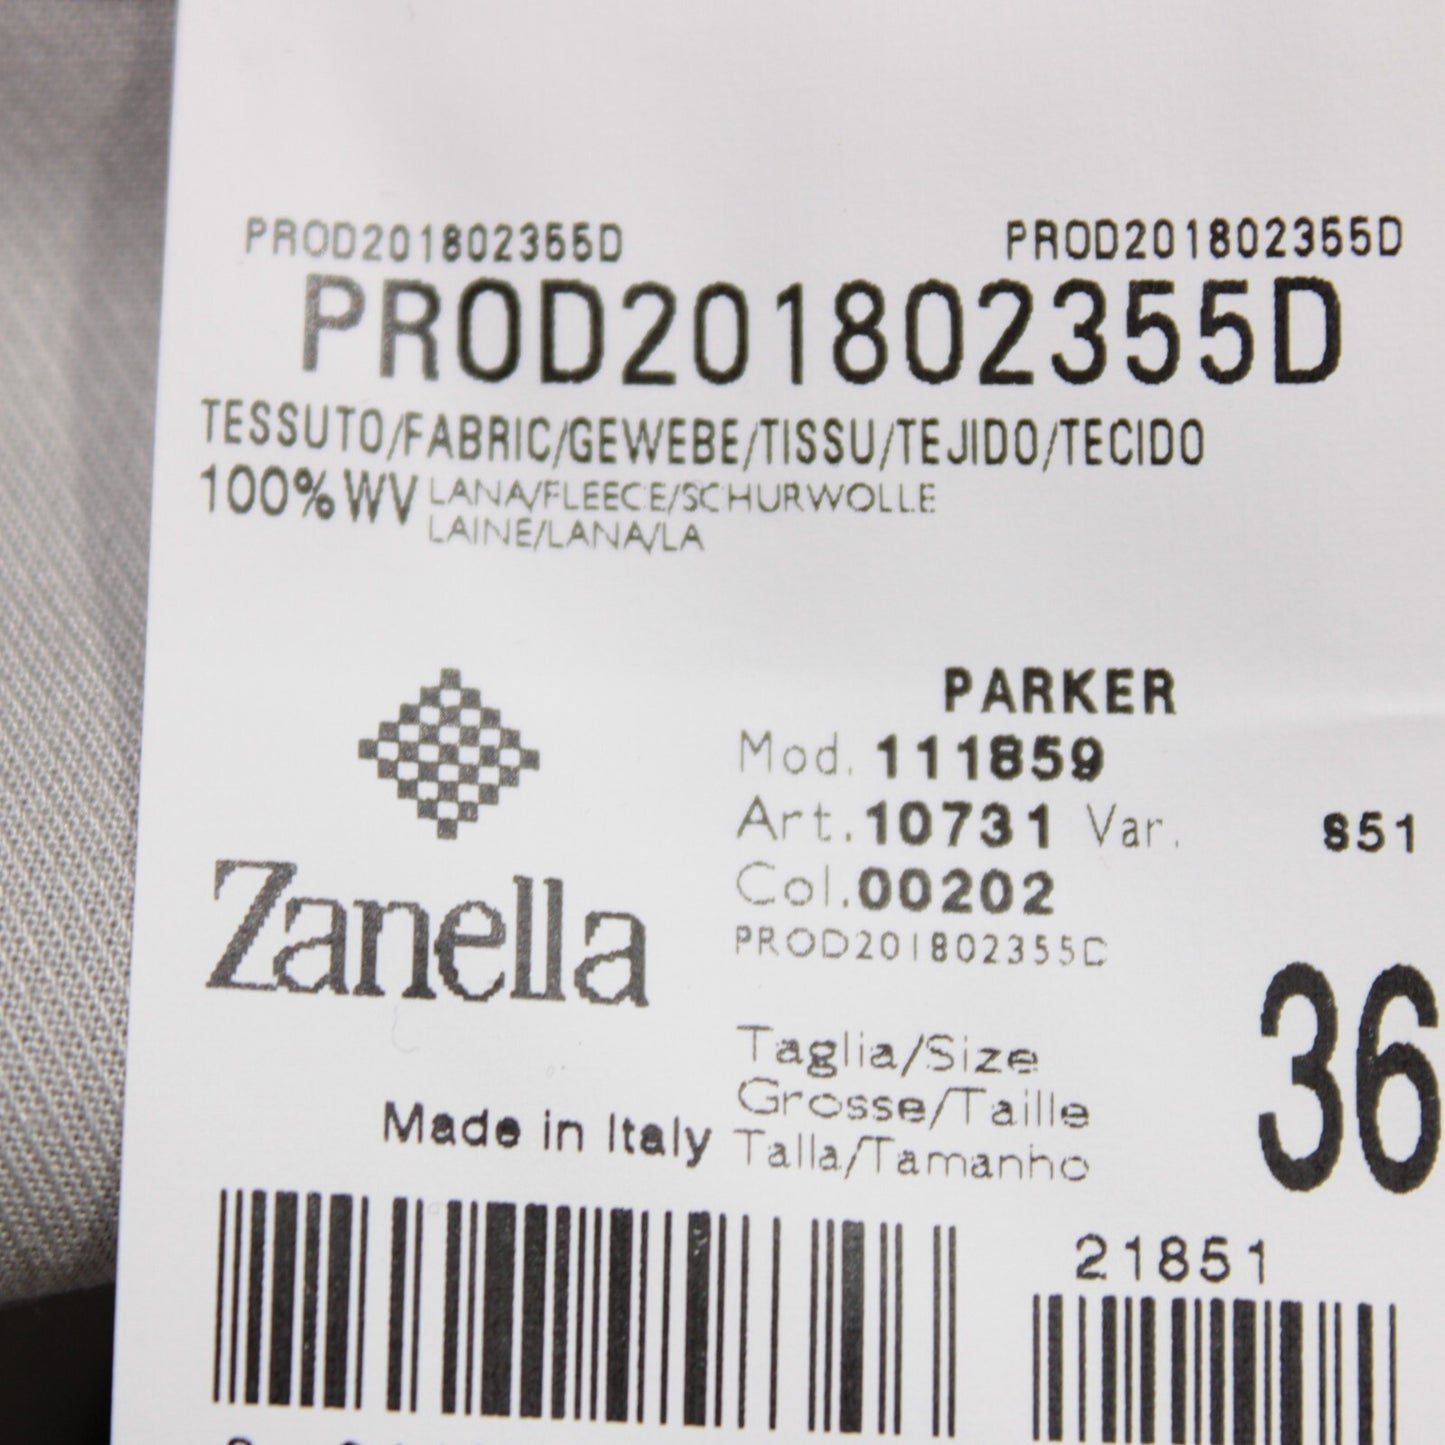 PROD201802355D PROD201802355D
PROD201802355D
TESSUTO/FABRIC/GEWEBE/TISSU/TEJIDO/TECIDO
100% WV LANA/FLEECE/SCHURWOLLE
LAINE/LANA/LA
PARKER
Mod. 111859
Art. 10731 Var. S51
Col. 00202
PROD201802355D
Zanella
Taglia/Size
Grosse/Taille
Talla/Tamanho
36
Made in Italy
21851